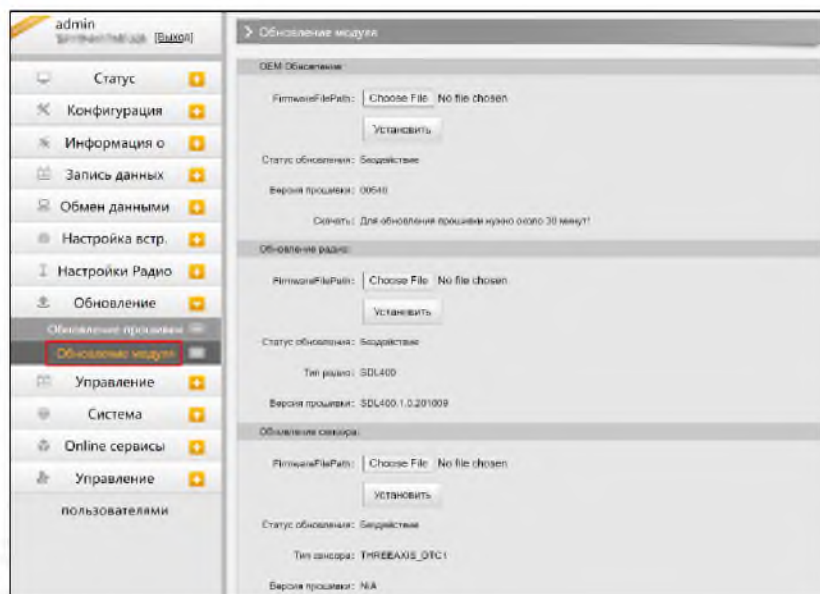 admin
[Выход]
Статус
Конфигурация
Информация о
Запись данных
Обмен данными
Настройка встр.
Настройки Радио
Обновление
Обновление прошивки
Обновление модуля
Управление
Система
Online сервисы
Управление
пользователями
Обновление модуля
OEM Обновление
FirmwareFilePath: Choose File No file chosen
Установить
Статус обновления: Бездействие
Версия прошивки: 00540
Скачать: Для обновления прошивки нужно около 30 минут!
Обновление радио:
FirmwareFilePath: Choose File No file chosen
Установить
Статус обновления: Бездействие
Тип радио: SDL400
Версия прошивки: SDL400.1.0.201009
Обновление сенсора:
FirmwareFilePath: Choose File No file chosen
Установить
Статус обновления: Бездействие
Тип сенсора: THREEAXIS_OTC1
Версия прошивки: N/A